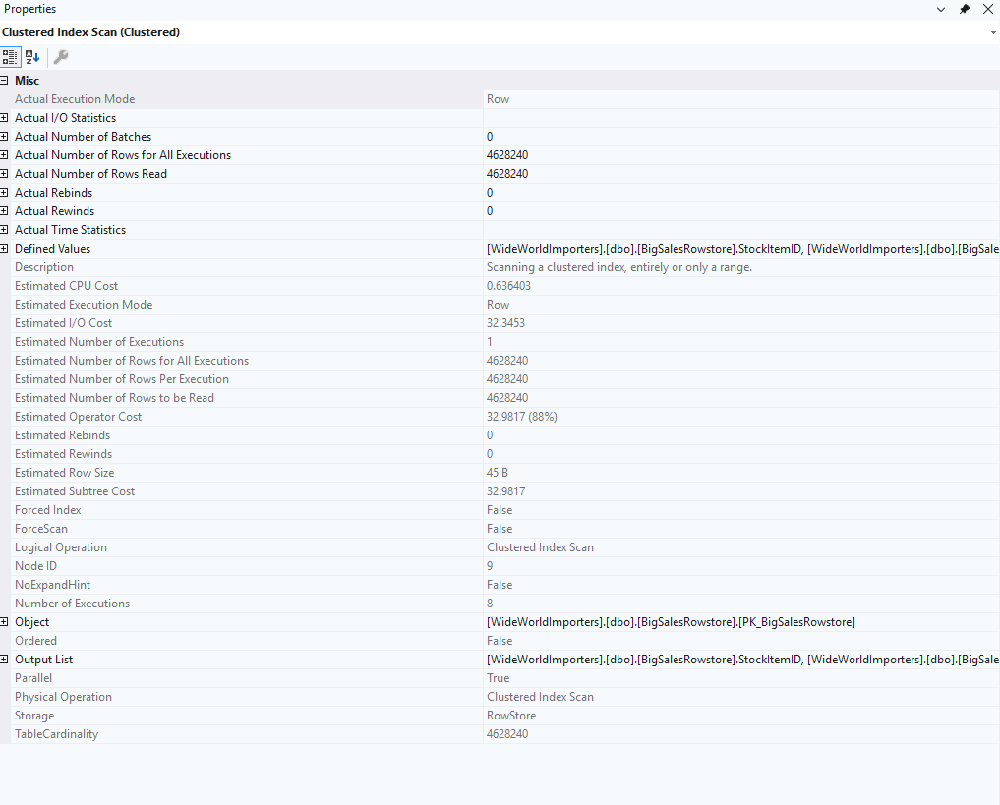 Properties
Clustered Index Scan (Clustered)
Misc
Actual Execution Mode Row
Actual I/O Statistics
Actual Number of Batches 0
Actual Number of Rows for All Executions 4628240
Actual Number of Rows Read 4628240
Actual Rebinds 0
Actual Rewinds 0
Actual Time Statistics
Defined Values [WideWorldImporters].[dbo].[BigSalesRowstore].StockItemID, [WideWorldImporters].[dbo].[BigSale
Description Scanning a clustered index, entirely or only a range.
Estimated CPU Cost 0.636403
Estimated Execution Mode Row
Estimated I/O Cost 32.3453
Estimated Number of Executions 1
Estimated Number of Rows for All Executions 4628240
Estimated Number of Rows Per Execution 4628240
Estimated Number of Rows to be Read 4628240
Estimated Operator Cost 32.9817 (88%)
Estimated Rebinds 0
Estimated Rewinds 0
Estimated Row Size 45 B
Estimated Subtree Cost 32.9817
Forced Index False
ForceScan False
Logical Operation Clustered Index Scan
Node ID 9
NoExpandHint False
Number of Executions 8
Object [WideWorldImporters].[dbo].[BigSalesRowstore].[PK_BigSalesRowstore]
Ordered False
Output List [WideWorldImporters].[dbo].[BigSalesRowstore].StockItemID, [WideWorldImporters].[dbo].[BigSale
Parallel True
Physical Operation Clustered Index Scan
Storage RowStore
TableCardinality 4628240